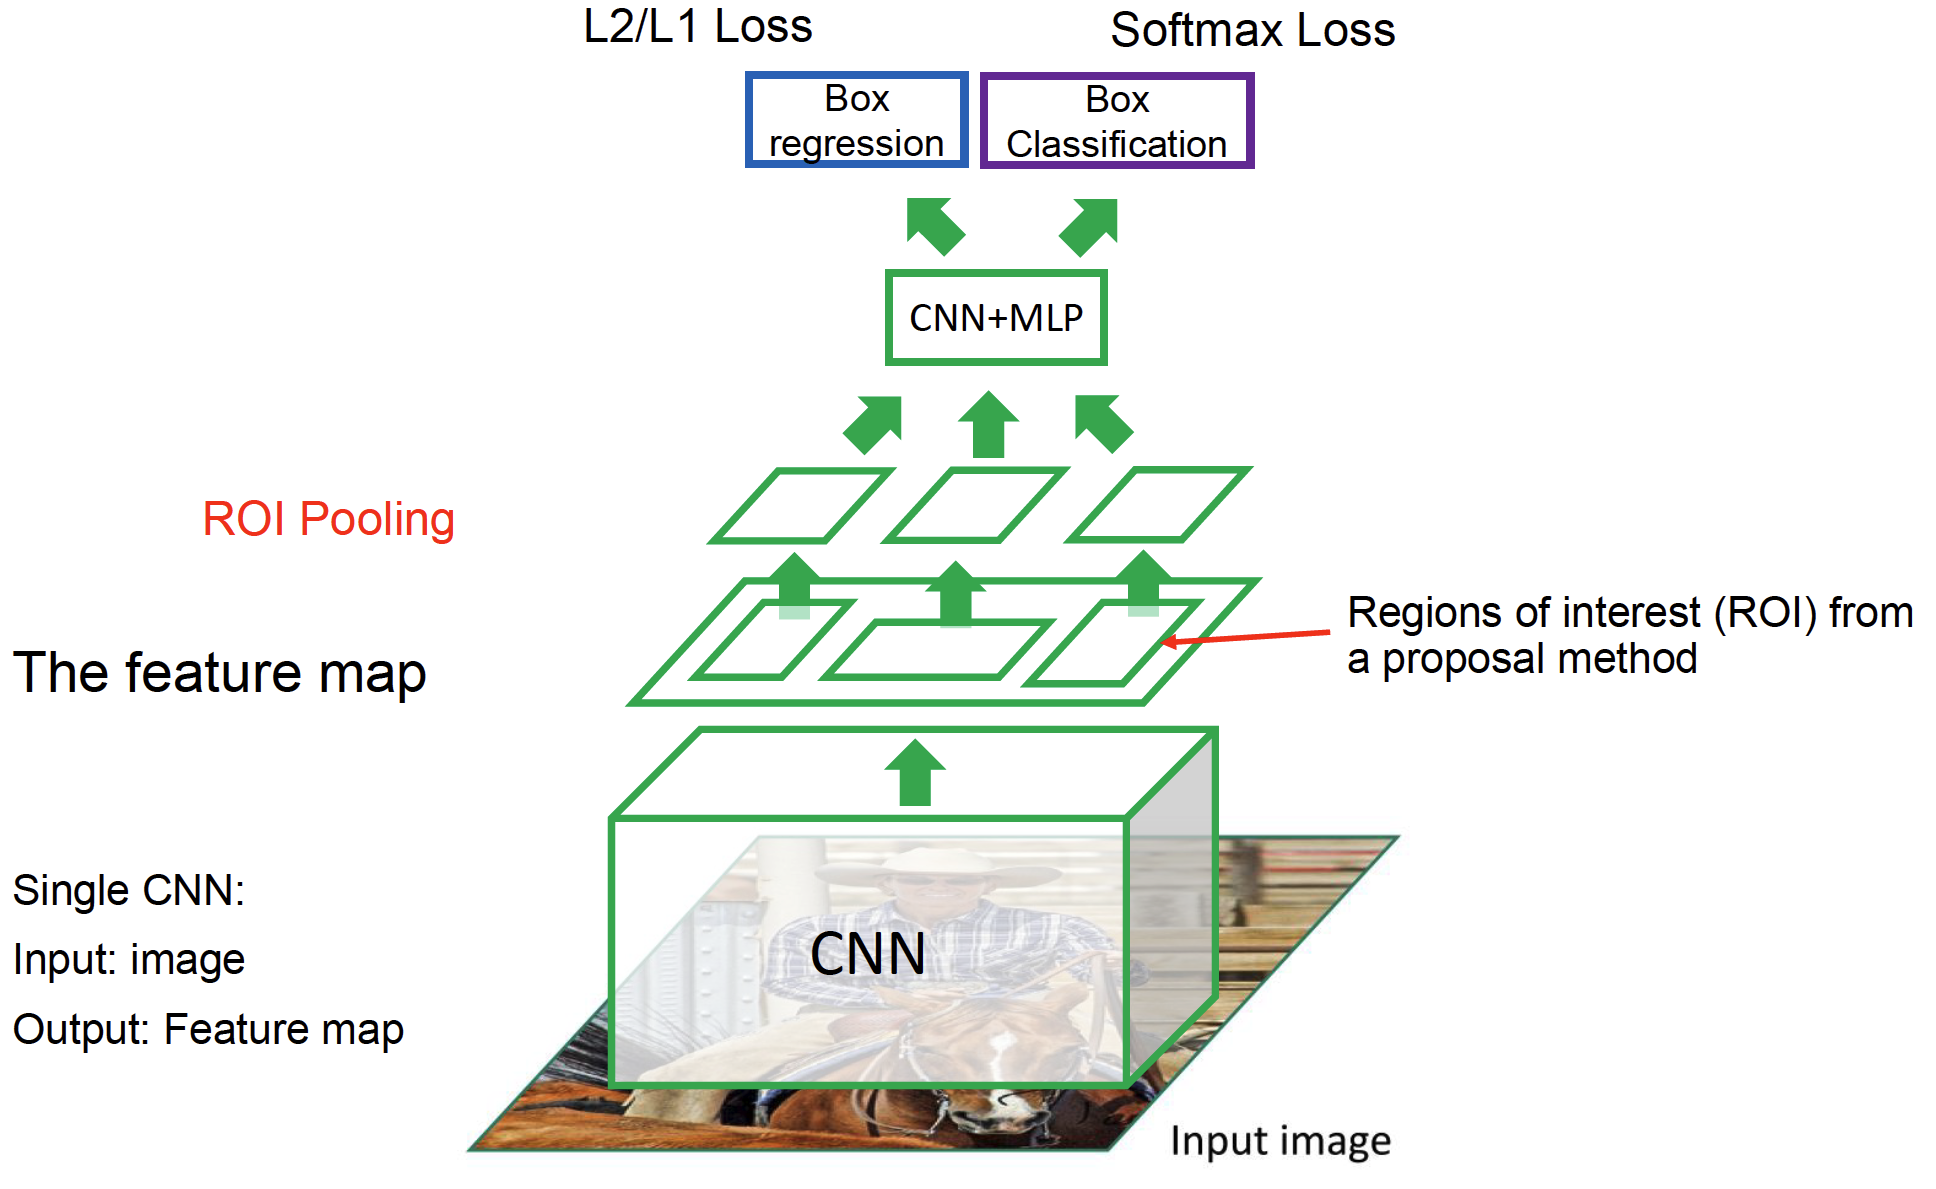 L2/L1 Loss
Softmax Loss
Box
regression
Box
Classification
CNN+MLP
ROI Pooling
Regions of interest (ROI) from
a proposal method
The feature map
Single CNN:
Input: image
Output: Feature map
CNN
Input image